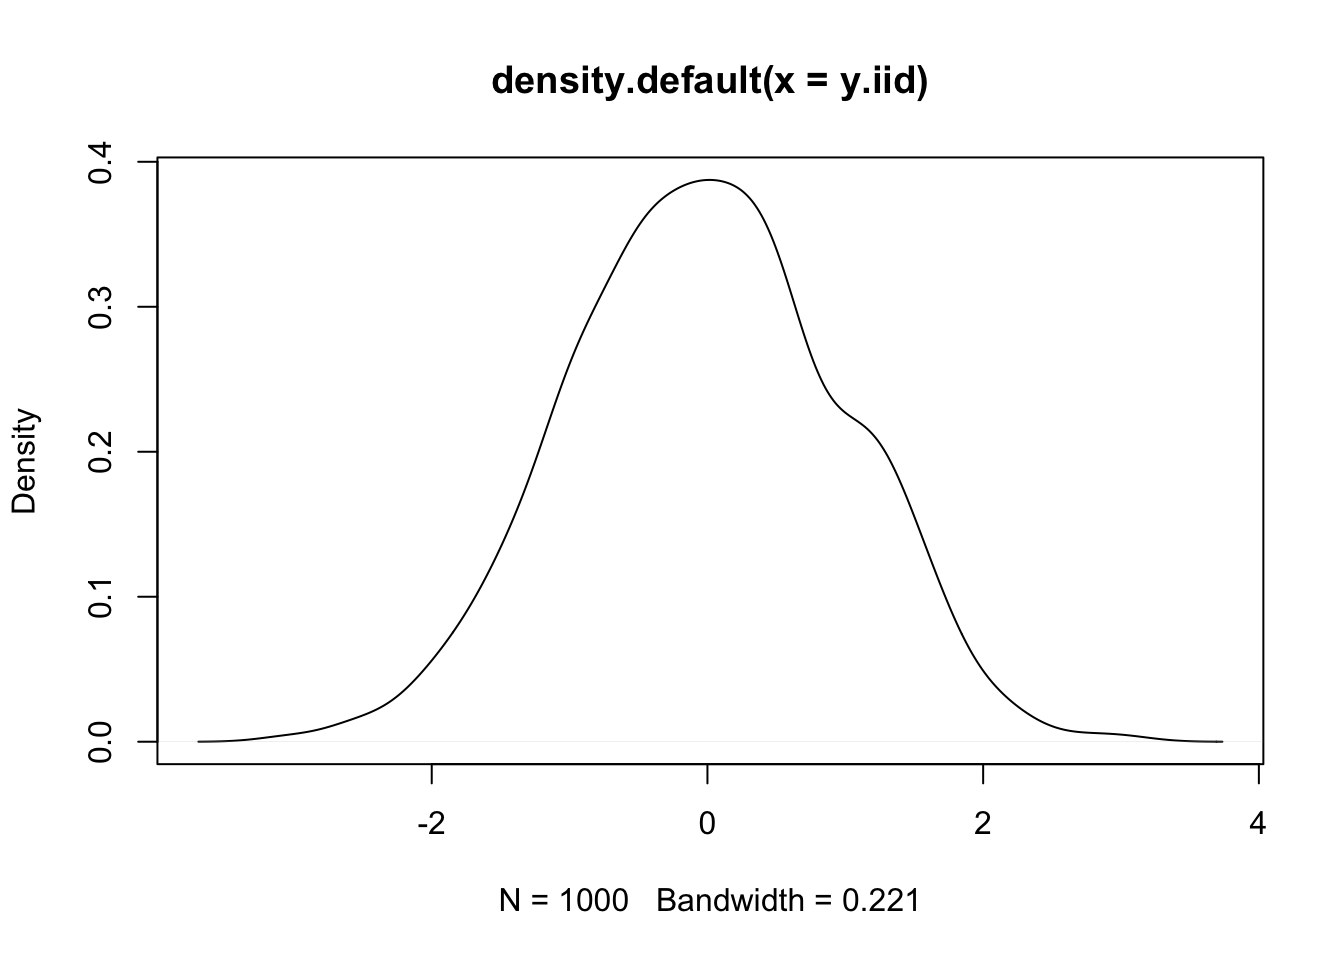 density.default(x = y.iid)
Density
0.4
0.3
0.2
0.1
0.0
-2 0 2 4
N = 1000 Bandwidth = 0.221